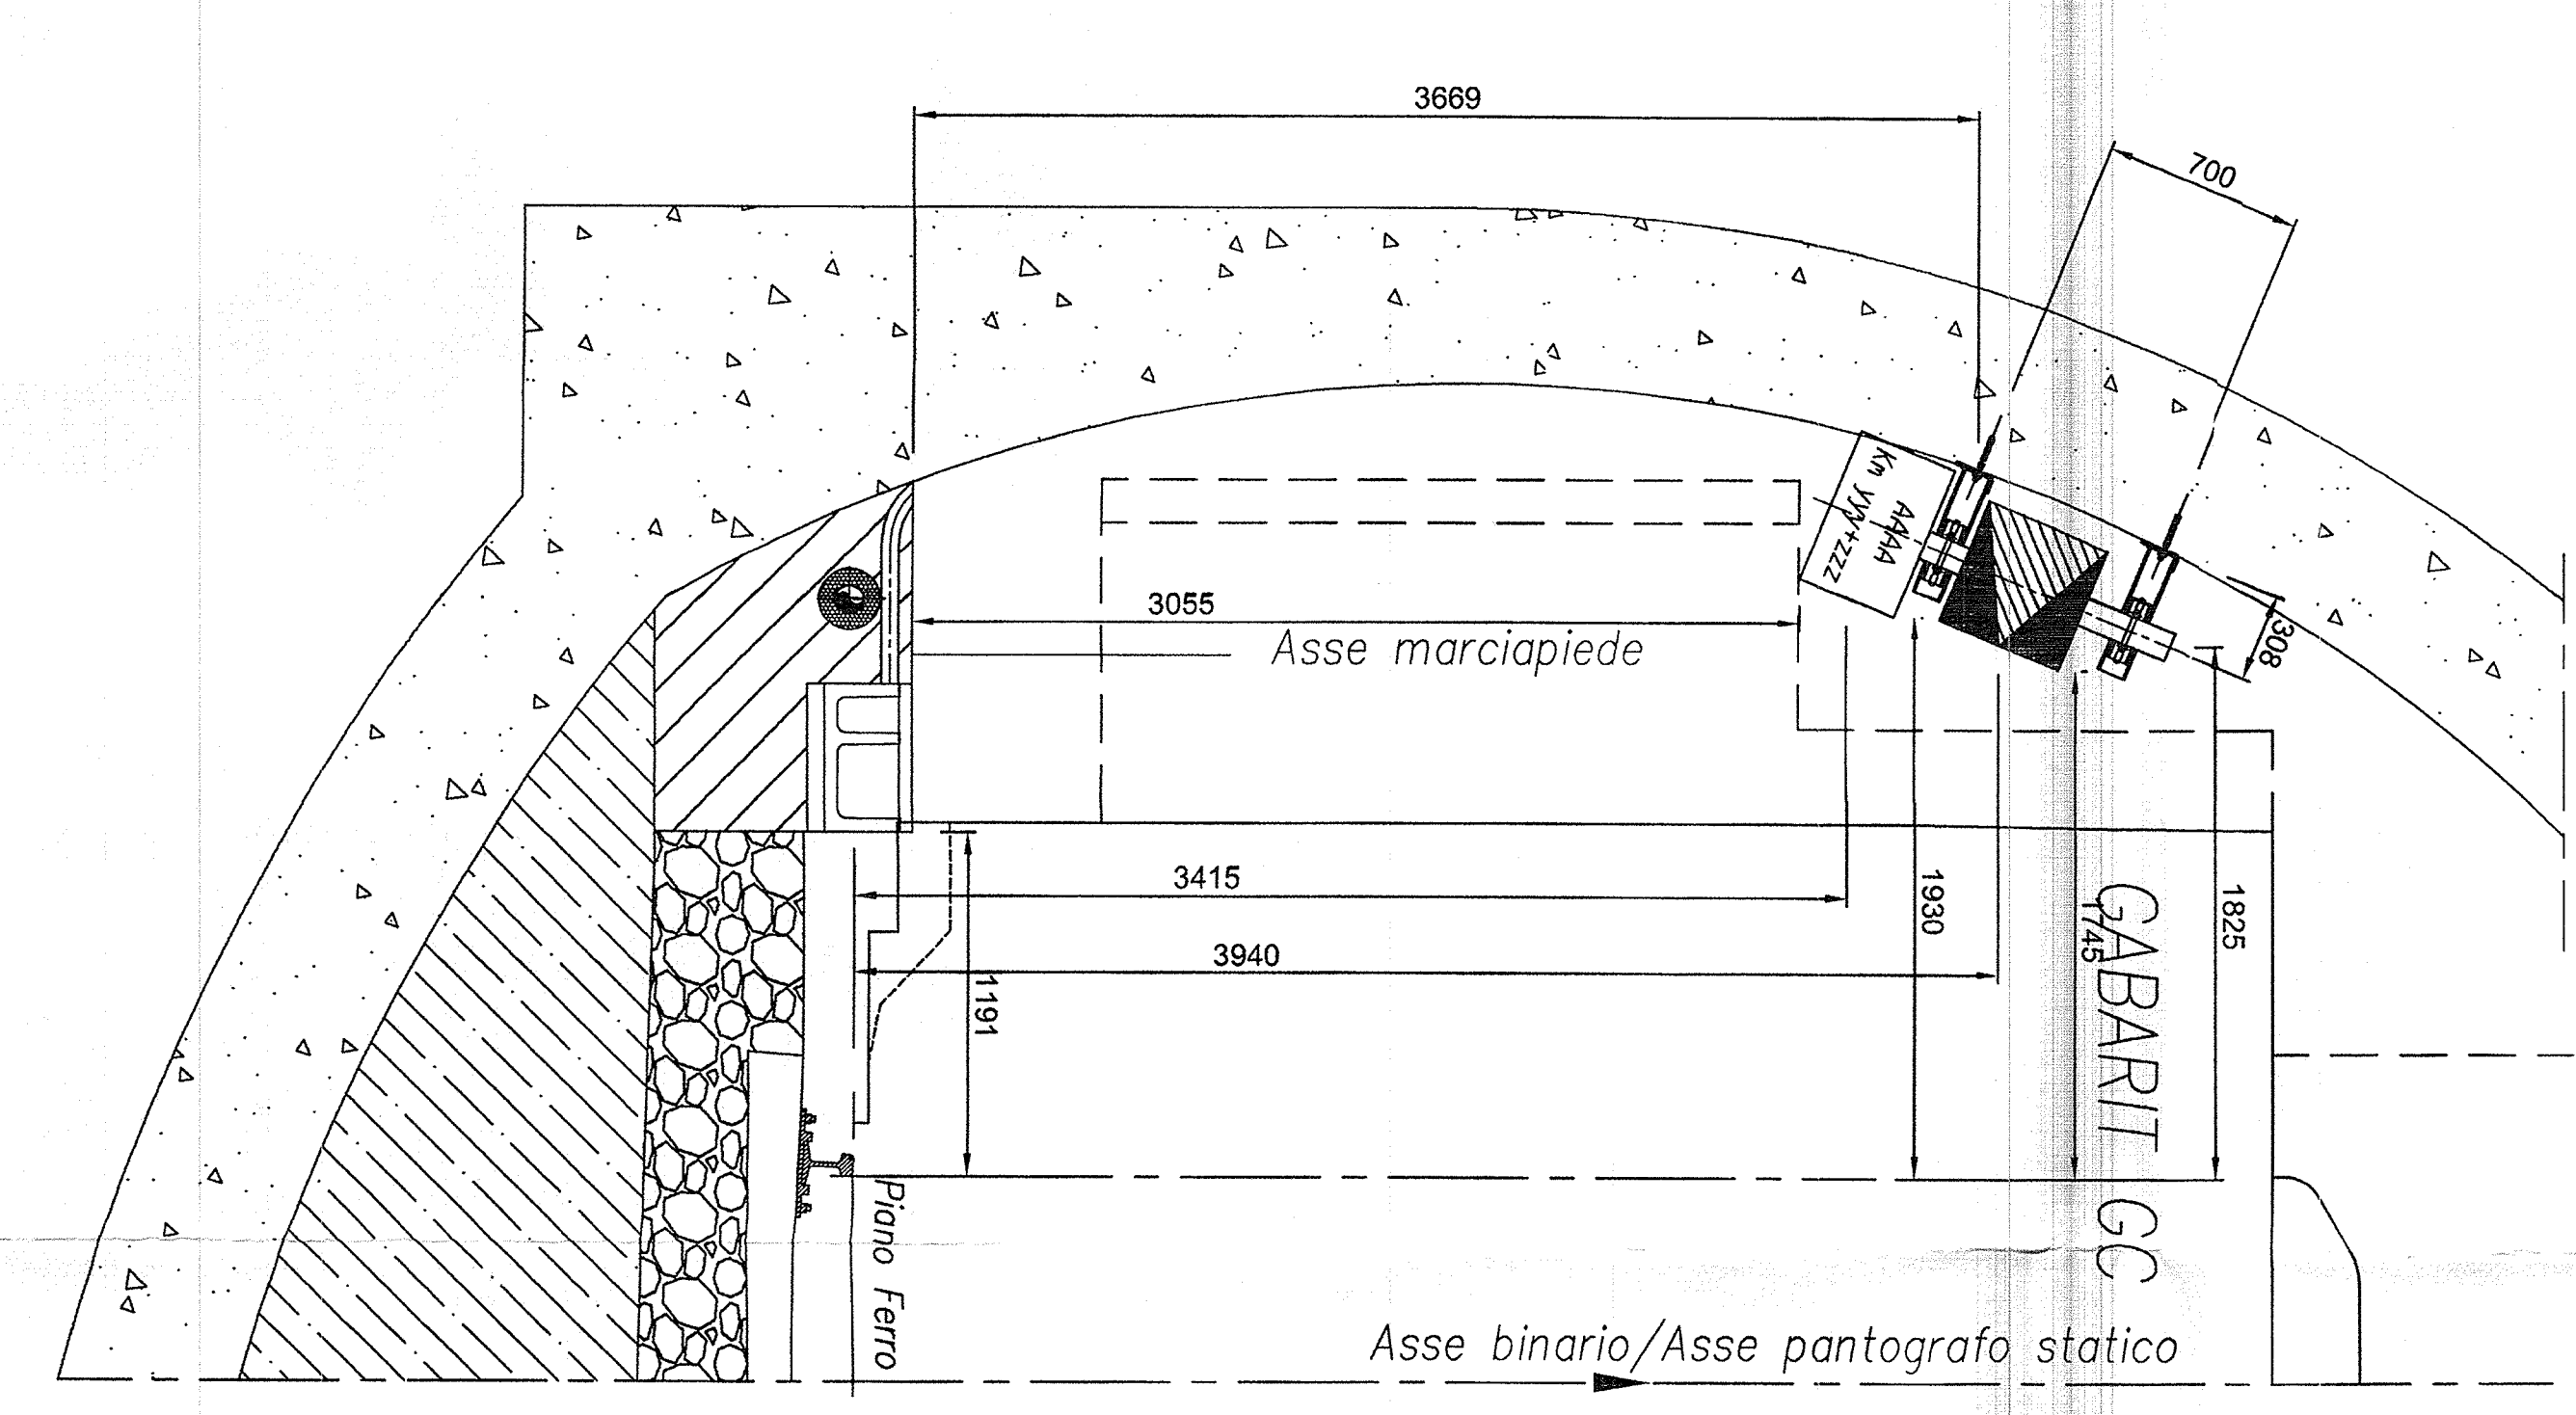 3669
700
Km yyy+zzz
AAAAA
308
3055
Asse marciapiede
3415
1930
1825
GABARIT GC
1745
3940
1191
Piano Ferro
Asse binario/Asse pantografo statico